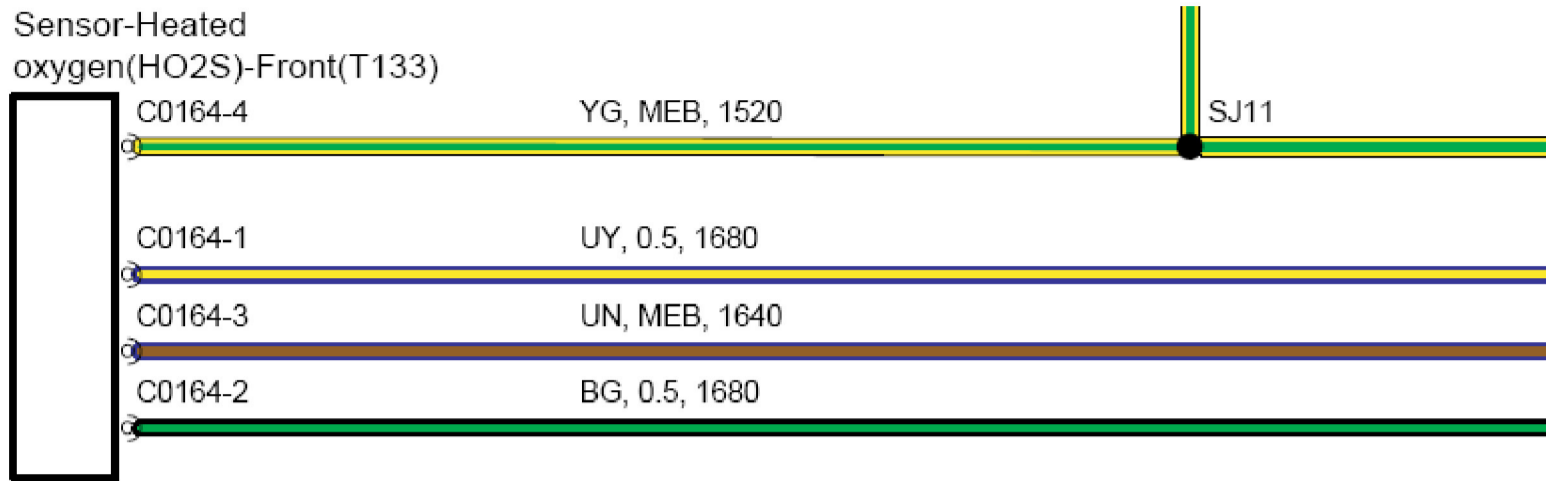 Sensor-Heated
oxygen(HO2S)-Front(T133)
C0164-4 YG, MEB, 1520 SJ11
C0164-1 UY, 0.5, 1680
C0164-3 UN, MEB, 1640
C0164-2 BG, 0.5, 1680